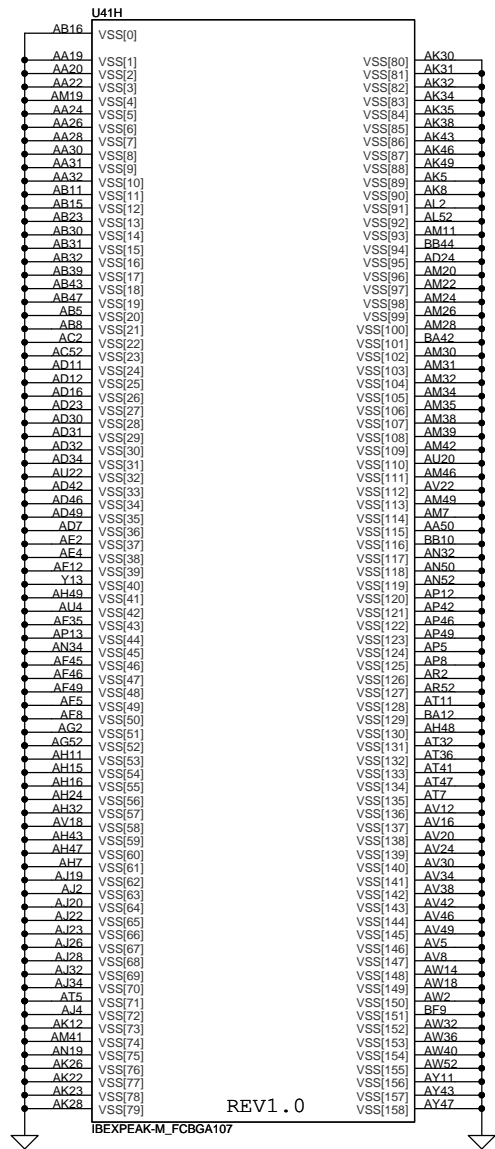 U41H
AB16 VSS[0]
AA19 VSS[1] VSS[80] AK30
AA20 VSS[2] VSS[81] AK31
AA22 VSS[3] VSS[82] AK32
AM19 VSS[4] VSS[83] AK34
AA24 VSS[5] VSS[84] AK35
AA26 VSS[6] VSS[85] AK38
AA28 VSS[7] VSS[86] AK43
AA30 VSS[8] VSS[87] AK46
AA31 VSS[9] VSS[88] AK49
AA32 VSS[10] VSS[89] AK5
AB11 VSS[11] VSS[90] AK8
AB15 VSS[12] VSS[91] AL2
AB23 VSS[13] VSS[92] AL52
AB30 VSS[14] VSS[93] AM11
AB31 VSS[15] VSS[94] BB44
AB32 VSS[16] VSS[95] AD24
AB39 VSS[17] VSS[96] AM20
AB43 VSS[18] VSS[97] AM22
AB47 VSS[19] VSS[98] AM24
AB5 VSS[20] VSS[99] AM26
AB8 VSS[21] VSS[100] AM28
AC2 VSS[22] VSS[101] BA42
AC52 VSS[23] VSS[102] AM30
AD11 VSS[24] VSS[103] AM31
AD12 VSS[25] VSS[104] AM32
AD16 VSS[26] VSS[105] AM34
AD23 VSS[27] VSS[106] AM35
AD30 VSS[28] VSS[107] AM38
AD31 VSS[29] VSS[108] AM39
AD32 VSS[30] VSS[109] AM42
AD34 VSS[31] VSS[110] AU20
AU22 VSS[32] VSS[111] AM46
AD42 VSS[33] VSS[112] AV22
AD46 VSS[34] VSS[113] AM49
AD49 VSS[35] VSS[114] AM7
AD7 VSS[36] VSS[115] AA50
AE2 VSS[37] VSS[116] BB10
AE4 VSS[38] VSS[117] AN32
AF12 VSS[39] VSS[118] AN50
Y13 VSS[40] VSS[119] AN52
AH49 VSS[41] VSS[120] AP12
AU4 VSS[42] VSS[121] AP42
AF35 VSS[43] VSS[122] AP46
AP13 VSS[44] VSS[123] AP49
AN34 VSS[45] VSS[124] AP5
AF45 VSS[46] VSS[125] AP8
AF46 VSS[47] VSS[126] AR2
AF49 VSS[48] VSS[127] AR52
AF5 VSS[49] VSS[128] AT11
AF8 VSS[50] VSS[129] BA12
AG2 VSS[51] VSS[130] AH48
AG52 VSS[52] VSS[131] AT32
AH11 VSS[53] VSS[132] AT36
AH15 VSS[54] VSS[133] AT41
AH16 VSS[55] VSS[134] AT47
AH24 VSS[56] VSS[135] AT7
AH32 VSS[57] VSS[136] AV12
AV18 VSS[58] VSS[137] AV16
AH43 VSS[59] VSS[138] AV20
AH47 VSS[60] VSS[139] AV24
AH7 VSS[61] VSS[140] AV30
AJ19 VSS[62] VSS[141] AV34
AJ2 VSS[63] VSS[142] AV38
AJ20 VSS[64] VSS[143] AV42
AJ22 VSS[65] VSS[144] AV46
AJ23 VSS[66] VSS[145] AV49
AJ26 VSS[67] VSS[146] AV5
AJ28 VSS[68] VSS[147] AV8
AJ32 VSS[69] VSS[148] AW14
AJ34 VSS[70] VSS[149] AW18
AT5 VSS[71] VSS[150] AW2
AJ4 VSS[72] VSS[151] BF9
AK12 VSS[73] VSS[152] AW32
AM41 VSS[74] VSS[153] AW36
AN19 VSS[75] VSS[154] AW40
AK26 VSS[76] VSS[155] AW52
AK22 VSS[77] VSS[156] AY11
AK23 VSS[78] VSS[157] AY43
AK28 VSS[79] VSS[158] AY47
REV1.0
IBEXPEAK-M_FCBGA107